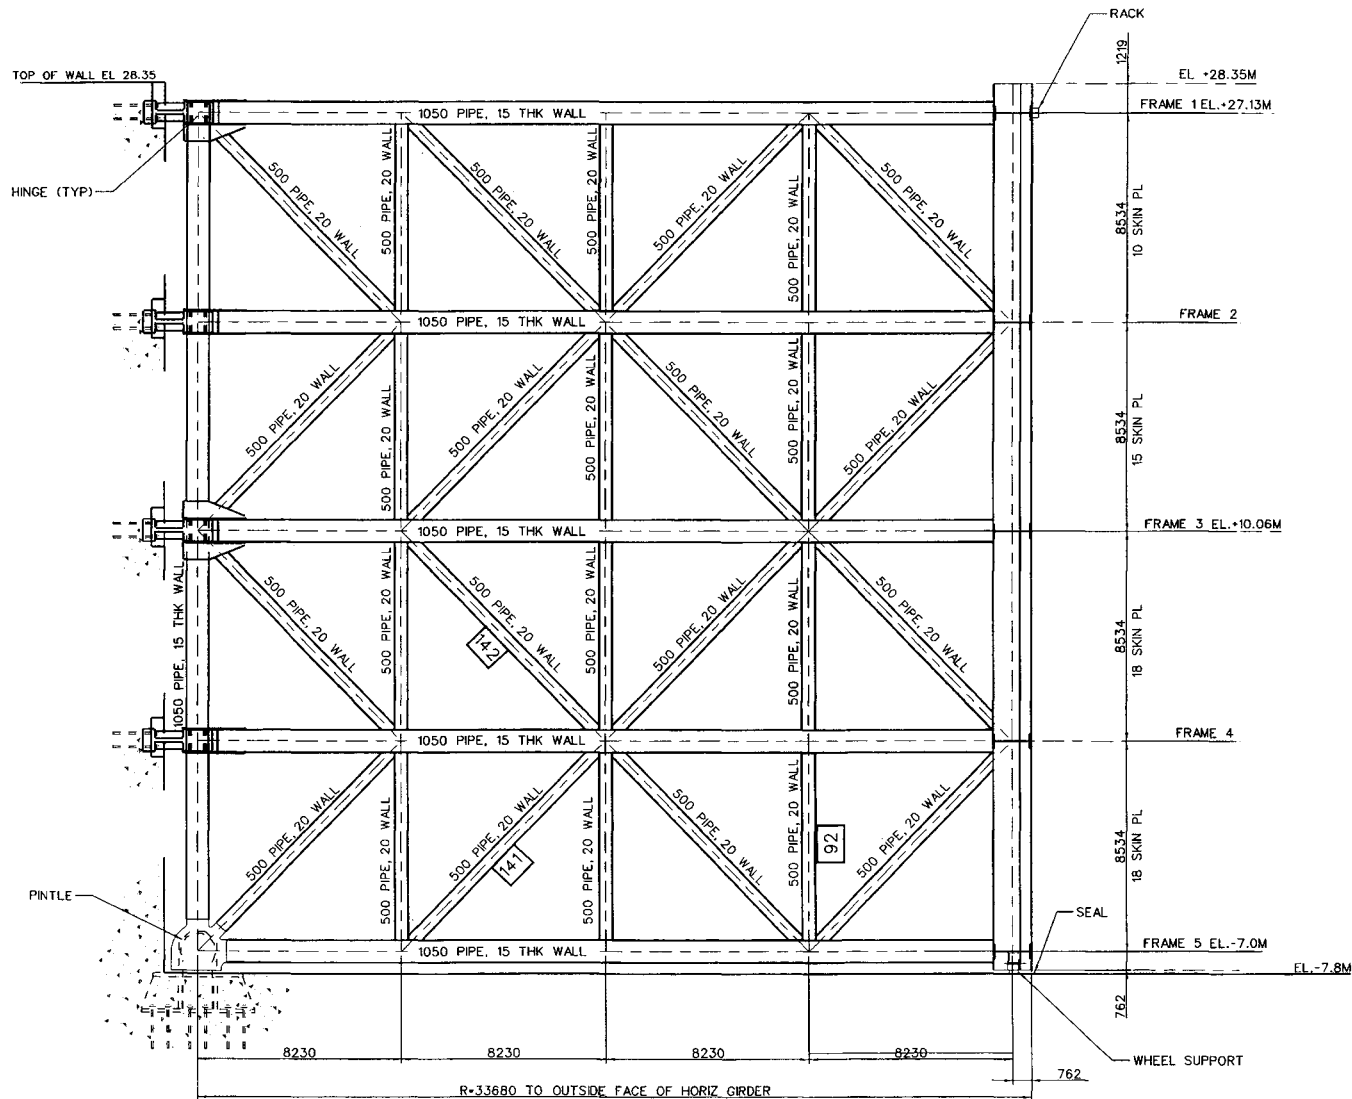 RACK
1219
TOP OF WALL EL 28.35
EL +28.35M
FRAME 1 EL.+27.13M
1050 PIPE, 15 THK WALL
HINGE (TYP)
500 PIPE, 20 WALL
500 PIPE, 20 WALL
500 PIPE, 20 WALL
500 PIPE, 20 WALL
500 PIPE, 20 WALL
500 PIPE, 20 WALL
500 PIPE, 20 WALL
8534
10 SKIN PL
1050 PIPE, 15 THK WALL
FRAME 2
500 PIPE, 20 WALL
500 PIPE, 20 WALL
500 PIPE, 20 WALL
500 PIPE, 20 WALL
500 PIPE, 20 WALL
500 PIPE, 20 WALL
500 PIPE, 20 WALL
8534
15 SKIN PL
1050 PIPE, 15 THK WALL
FRAME 3 EL.+10.06M
1050 PIPE, 15 THK WALL
500 PIPE, 20 WALL
500 PIPE, 20 WALL
500 PIPE, 20 WALL
142
500 PIPE, 20 WALL
500 PIPE, 20 WALL
500 PIPE, 20 WALL
500 PIPE, 20 WALL
8534
18 SKIN PL
1050 PIPE, 15 THK WALL
FRAME 4
500 PIPE, 20 WALL
500 PIPE, 20 WALL
500 PIPE, 20 WALL
141
500 PIPE, 20 WALL
500 PIPE, 20 WALL
500 PIPE, 20 WALL
92
500 PIPE, 20 WALL
8534
18 SKIN PL
PINTLE
SEAL
1050 PIPE, 15 THK WALL
FRAME 5 EL.-7.0M
EL.-7.8M
762
8230
8230
8230
8230
WHEEL SUPPORT
762
R=33680 TO OUTSIDE FACE OF HORIZ GIRDER